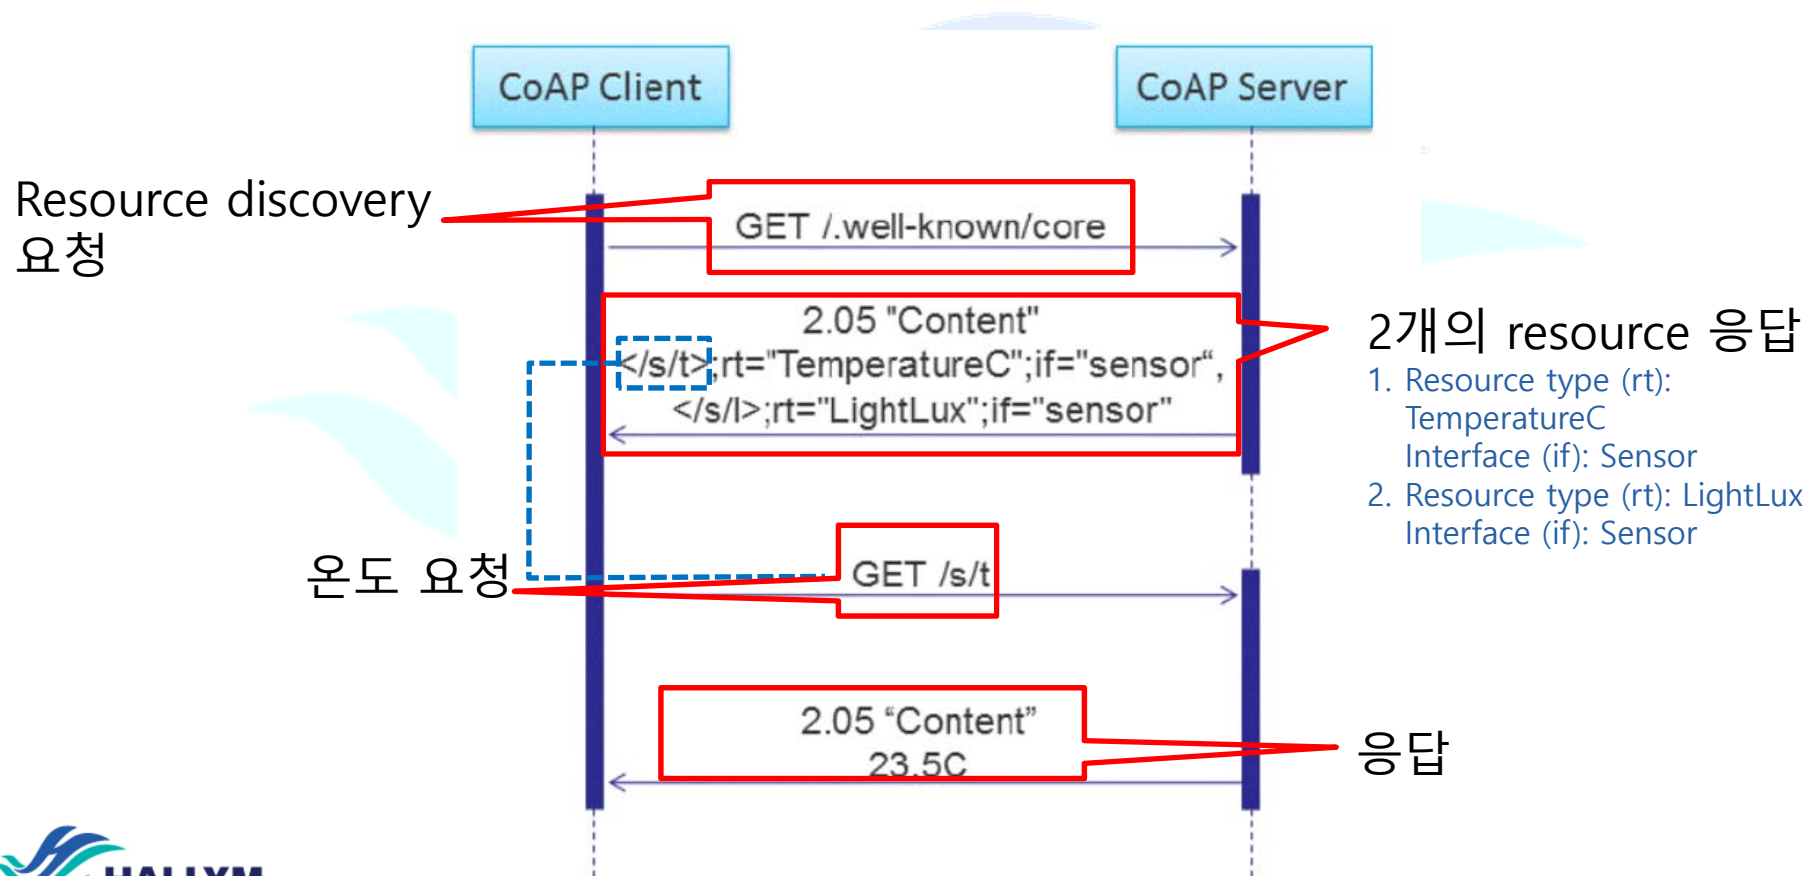 CoAP Client
CoAP Server
Resource discovery
요청
GET /.well-known/core
2.05 "Content"
</s/t>;rt="TemperatureC";if="sensor“,
</s/l>;rt="LightLux";if="sensor"
2개의 resource 응답
1. Resource type (rt):
TemperatureC
Interface (if): Sensor
2. Resource type (rt): LightLux
Interface (if): Sensor
온도 요청
GET /s/t
2.05 “Content”
23.5C
응답
HALLYM